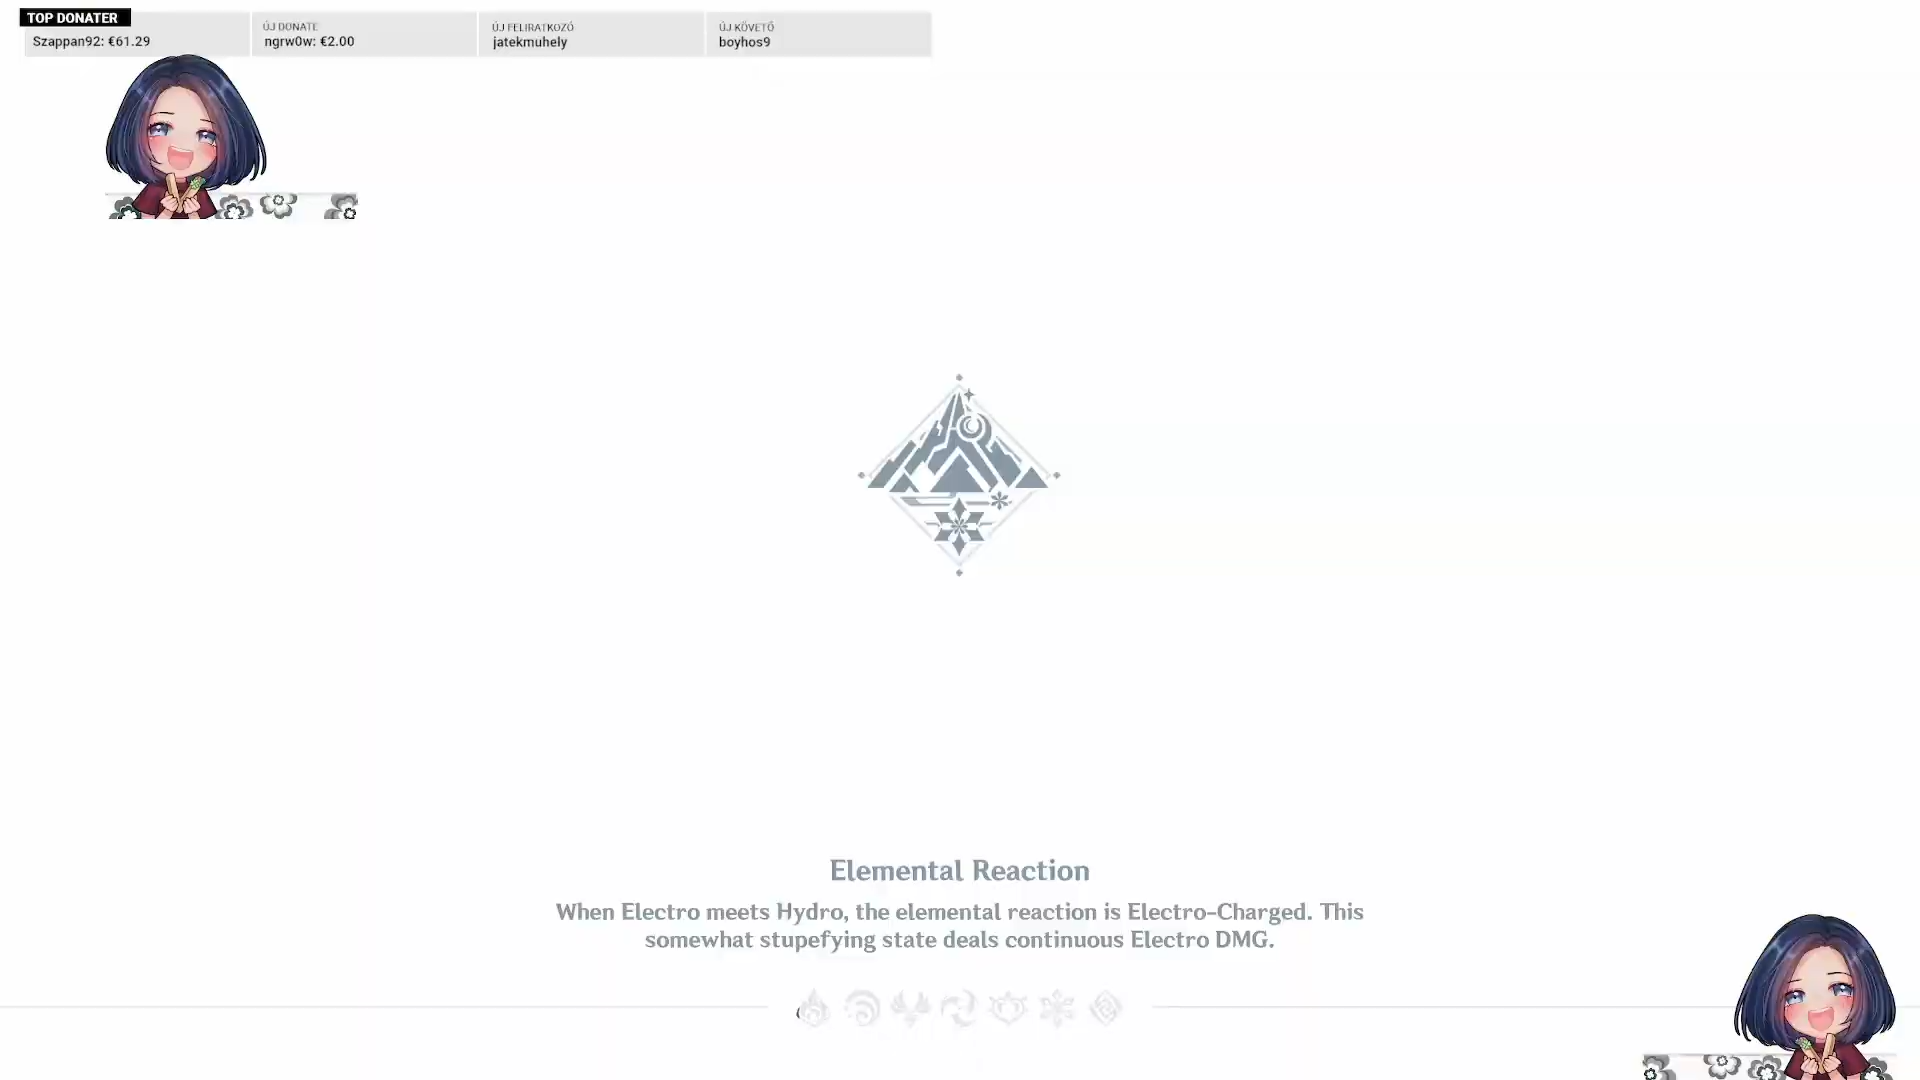 TOP DONATER
Szappan92: €61.29
ÚJ DONATE
ngrw0w: €2.00
ÚJ FELIRATKOZÓ
jatekmuhely
ÚJ KÖVETŐ
boyhos9
Elemental Reaction
When Electro meets Hydro, the elemental reaction is Electro-Charged. This
somewhat stupefying state deals continuous Electro DMG.